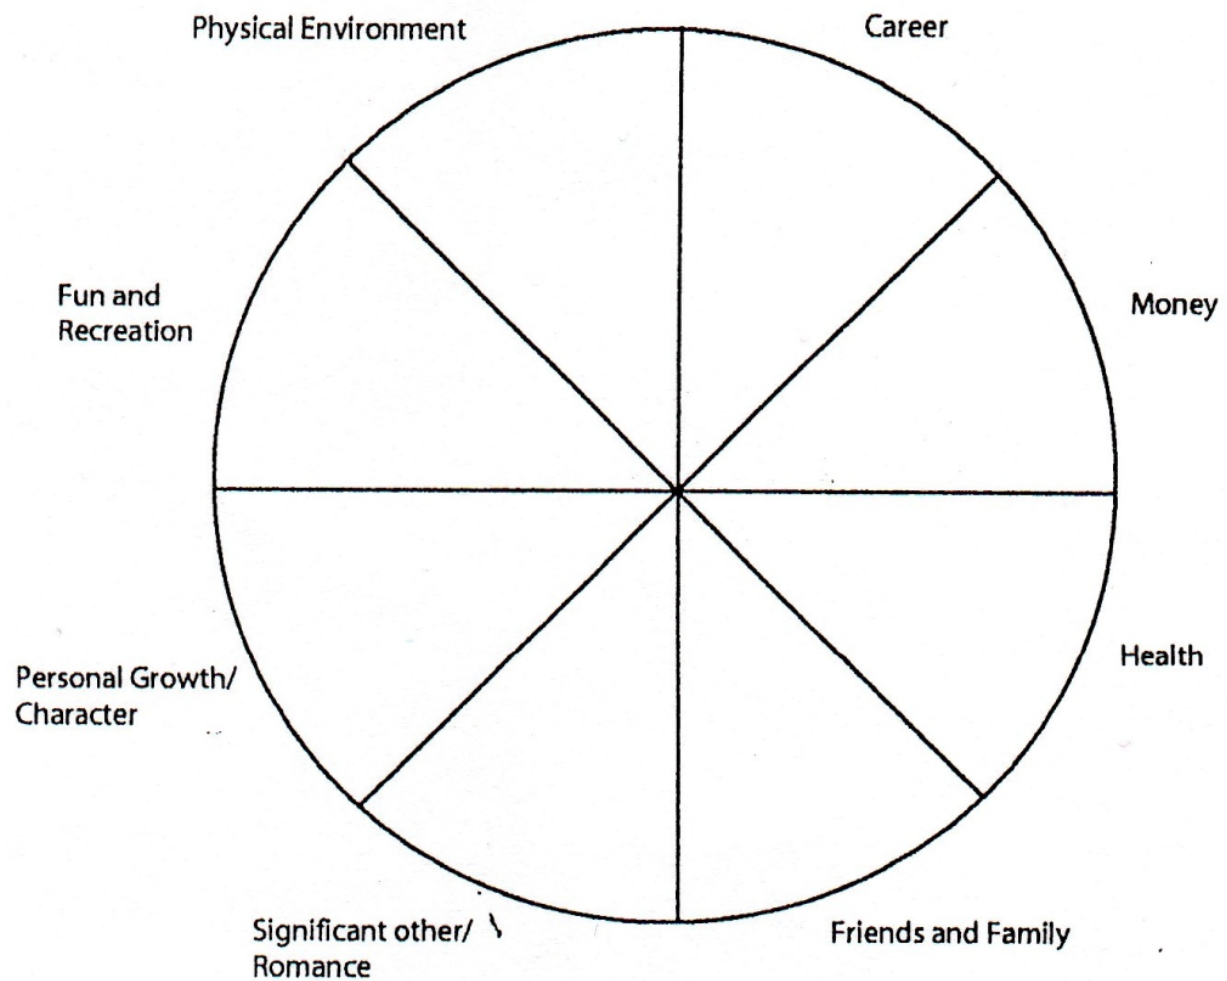 Physical Environment
Career
Fun and
Recreation
Money
Personal Growth/
Character
Health
Significant other/
Romance
Friends and Family